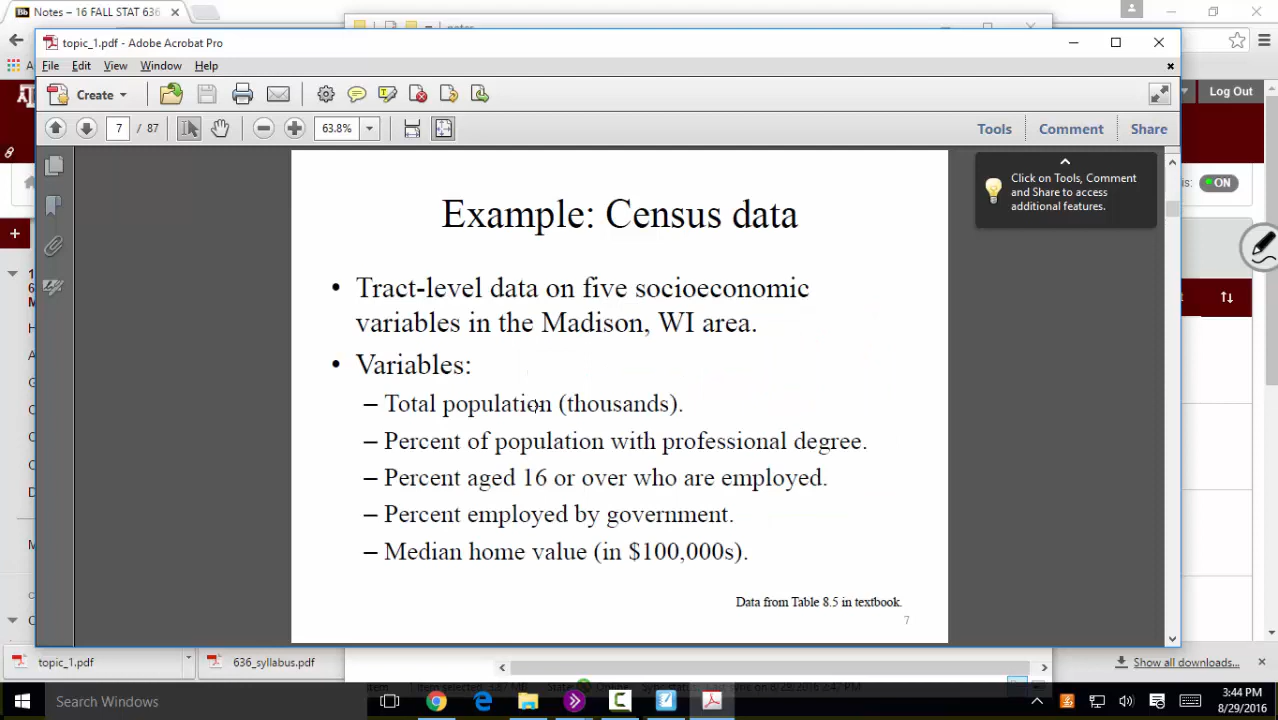 Notes – 16 FALL STAT 636
topic_1.pdf - Adobe Acrobat Pro
File Edit View Window Help
Create
7 / 87
63.8%
Tools Comment Share
Log Out
Click on Tools, Comment
and Share to access
additional features.
is: ON
Example: Census data
• Tract-level data on five socioeconomic
variables in the Madison, WI area.
• Variables:
– Total population (thousands).
– Percent of population with professional degree.
– Percent aged 16 or over who are employed.
– Percent employed by government.
– Median home value (in $100,000s).
Data from Table 8.5 in textbook.
7
topic_1.pdf
636_syllabus.pdf
Show all downloads...
Search Windows
3:44 PM
8/29/2016